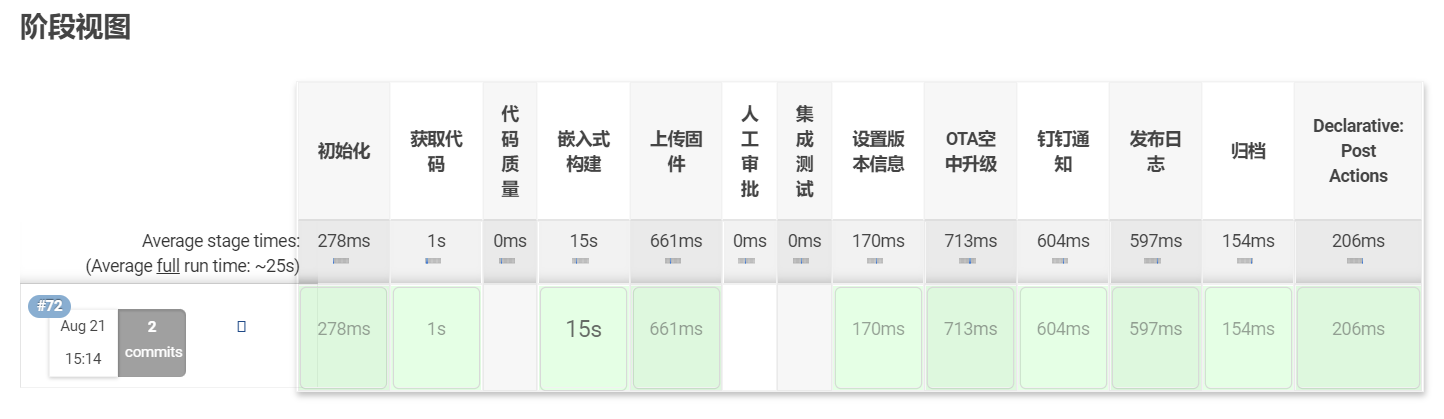 阶段视图
初始化
获取代
码
代
码
质
量
嵌入式
构建
上传固
件
人
工
审
批
集
成
测
试
设置版
本信息
OTA空
中升级
钉钉通
知
发布日
志
归档
Declarative:
Post
Actions
Average stage times:
(Average full run time: ~25s)
278ms
1s
0ms
15s
661ms
0ms
0ms
170ms
713ms
604ms
597ms
154ms
206ms
#72
Aug 21
15:14
2
commits
278ms
1s
15s
661ms
170ms
713ms
604ms
597ms
154ms
206ms